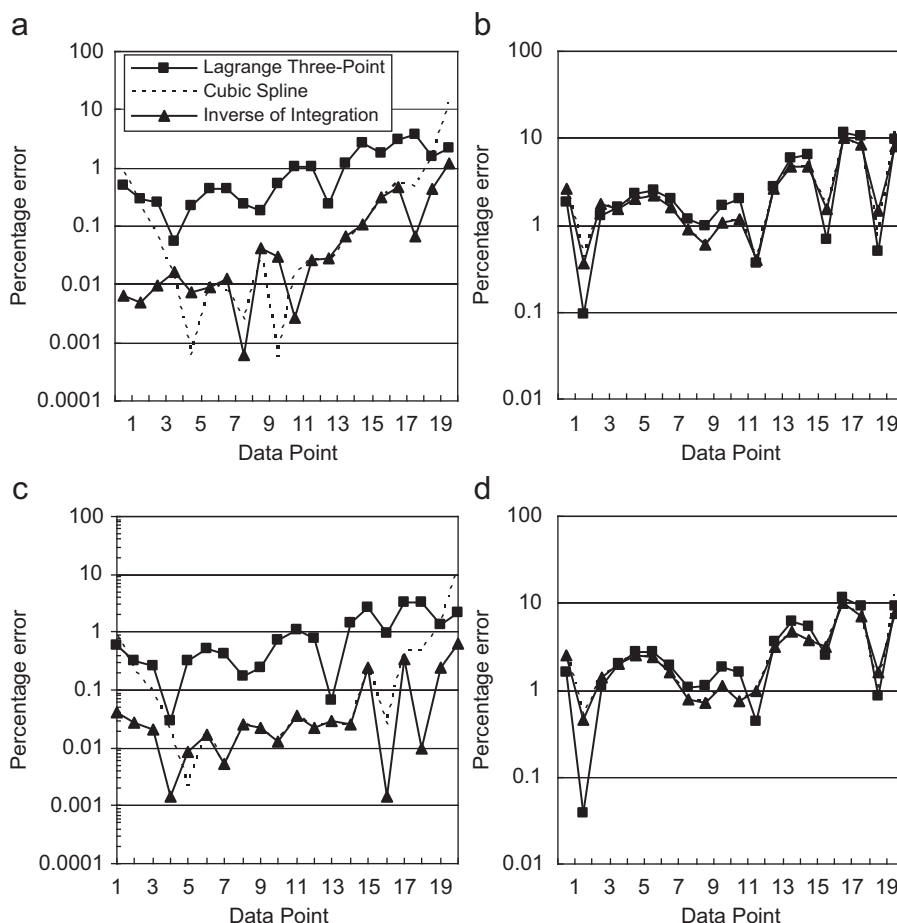 a
100
10
1
0.1
0.01
0.001
0.0001
Percentage error
Lagrange Three-Point
Cubic Spline
Inverse of Integration
1 3 5 7 9 11 13 15 17 19
Data Point
b
100
10
1
0.1
0.01
Percentage error
1 3 5 7 9 11 13 15 17 19
Data Point
c
100
10
1
0.1
0.01
0.001
0.0001
Percentage error
1 3 5 7 9 11 13 15 17 19
Data Point
d
100
10
1
0.1
0.01
Percentage error
1 3 5 7 9 11 13 15 17 19
Data Point